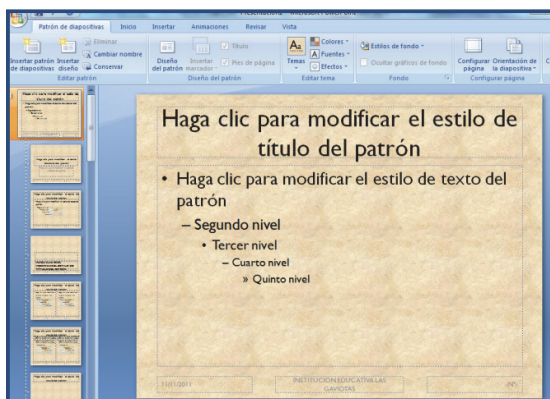 Patrón de diapositivas Inicio Insertar Animaciones Revisar Vista
Insertar patrón de diapositivas
Insertar diseño
Eliminar
Cambiar nombre
Conservar
Editar patrón
Diseño del patrón
Insertar marcador
Título
Pies de página
Diseño del patrón
Temas
Colores
Fuentes
Efectos
Editar tema
Estilos de fondo
Ocultar gráficos de fondo
Fondo
Configurar página
Orientación de la diapositiva
Configurar página
Haga clic para modificar el estilo de
título del patrón
• Haga clic para modificar el estilo de texto del
patrón
– Segundo nivel
• Tercer nivel
– Cuarto nivel
» Quinto nivel
11/11/2011
INSTITUCION EDUCATIVA LAS
GAVIOTAS